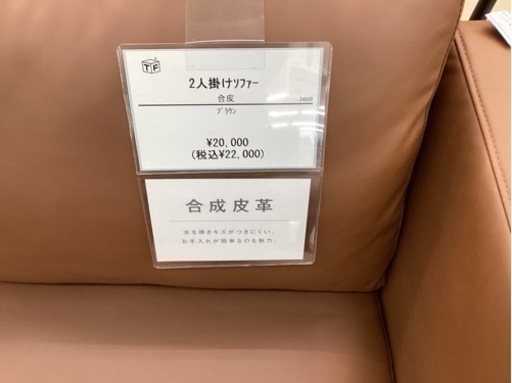 TF
2人掛けソファー
合皮
ブラウン
¥20,000
(税込¥22,000)
合成皮革
水を弾きキズがつきにくい。
お手入れが簡単なのも魅力。